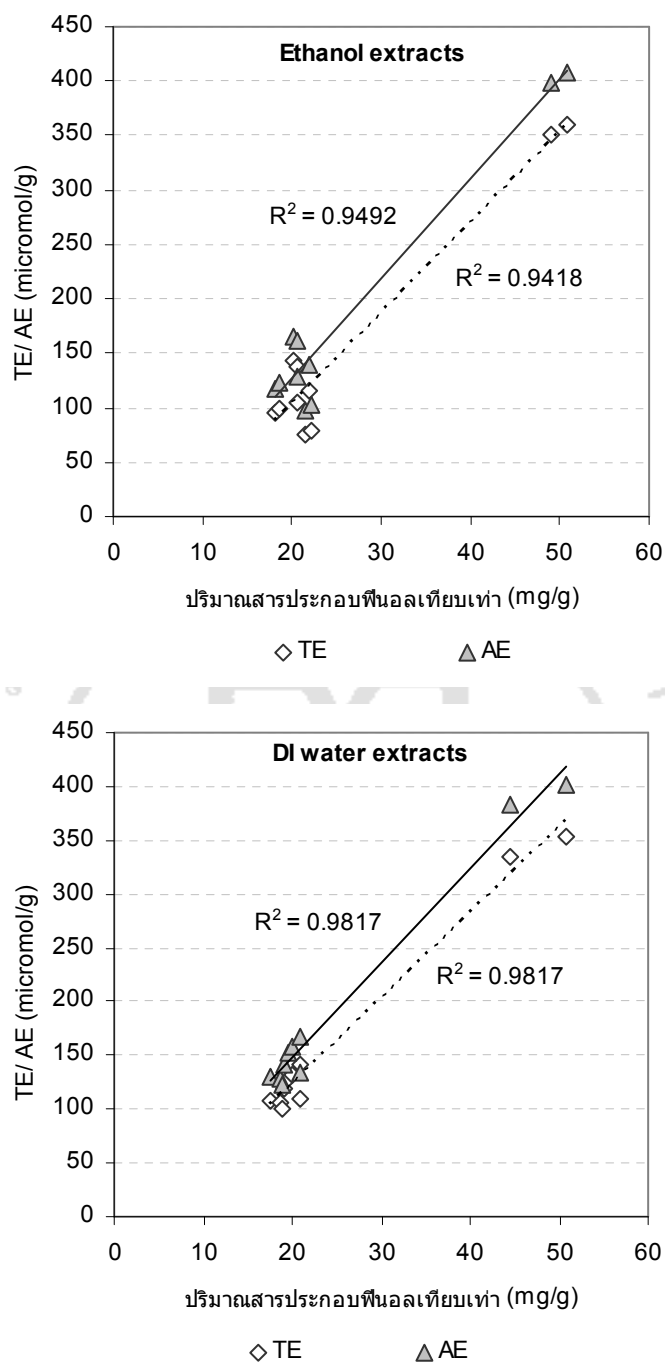 Ethanol extracts
450
400
350
300
250
200
150
100
50
0
TE/ AE (micromol/g)
R² = 0.9492
R² = 0.9418
0 10 20 30 40 50 60
ปริมาณสารประกอบฟีนอลเทียบเท่า (mg/g)
TE AE
DI water extracts
450
400
350
300
250
200
150
100
50
0
TE/ AE (micromol/g)
R² = 0.9817
R² = 0.9817
0 10 20 30 40 50 60
ปริมาณสารประกอบฟีนอลเทียบเท่า (mg/g)
TE AE